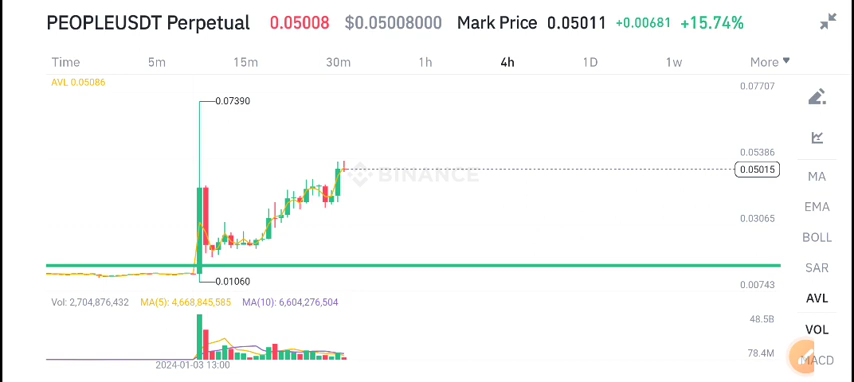 PEOPLEUSDT Perpetual 0.05008 $0.05008000 Mark Price 0.05011 +0.00681 +15.74%
Time 5m 15m 30m 1h 4h 1D 1w More
AVL 0.05086
0.07707
0.07390
0.05386
BINANCE
0.05015
0.03065
0.01060
0.00743
Vol: 2,704,876,432 MA(5): 4,668,845,585 MA(10): 6,604,276,504
48.5B
78.4M
2024-01-03 13:00
MA
EMA
BOLL
SAR
AVL
VOL
MACD